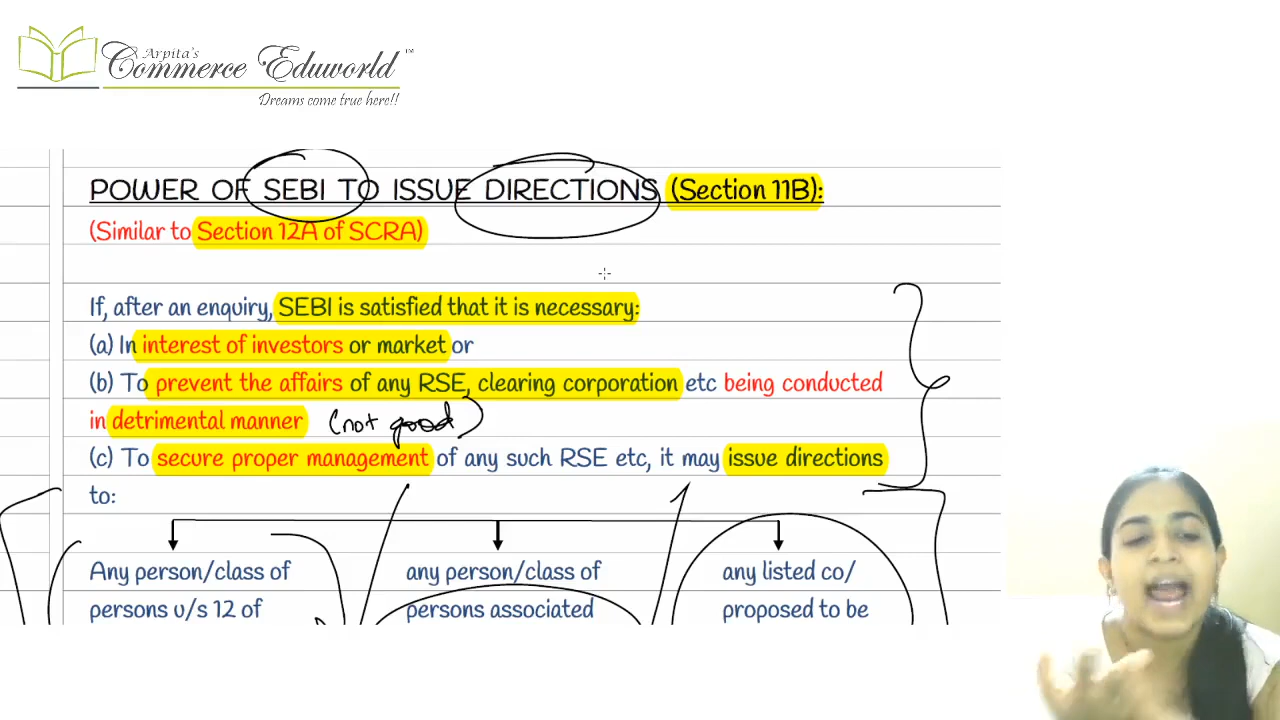 Arpita's
Commerce Eduworld™
Dreams come true here!!
POWER OF SEBI TO ISSUE DIRECTIONS (Section 11B):
(Similar to Section 12A of SCRA)
If, after an enquiry, SEBI is satisfied that it is necessary:
(a) In interest of investors or market or
(b) To prevent the affairs of any RSE, clearing corporation etc being conducted
in detrimental manner (not good)
(c) To secure proper management of any such RSE etc, it may issue directions
to:
Any person/class of any person/class of any listed co/
persons u/s 12 of persons associated proposed to be